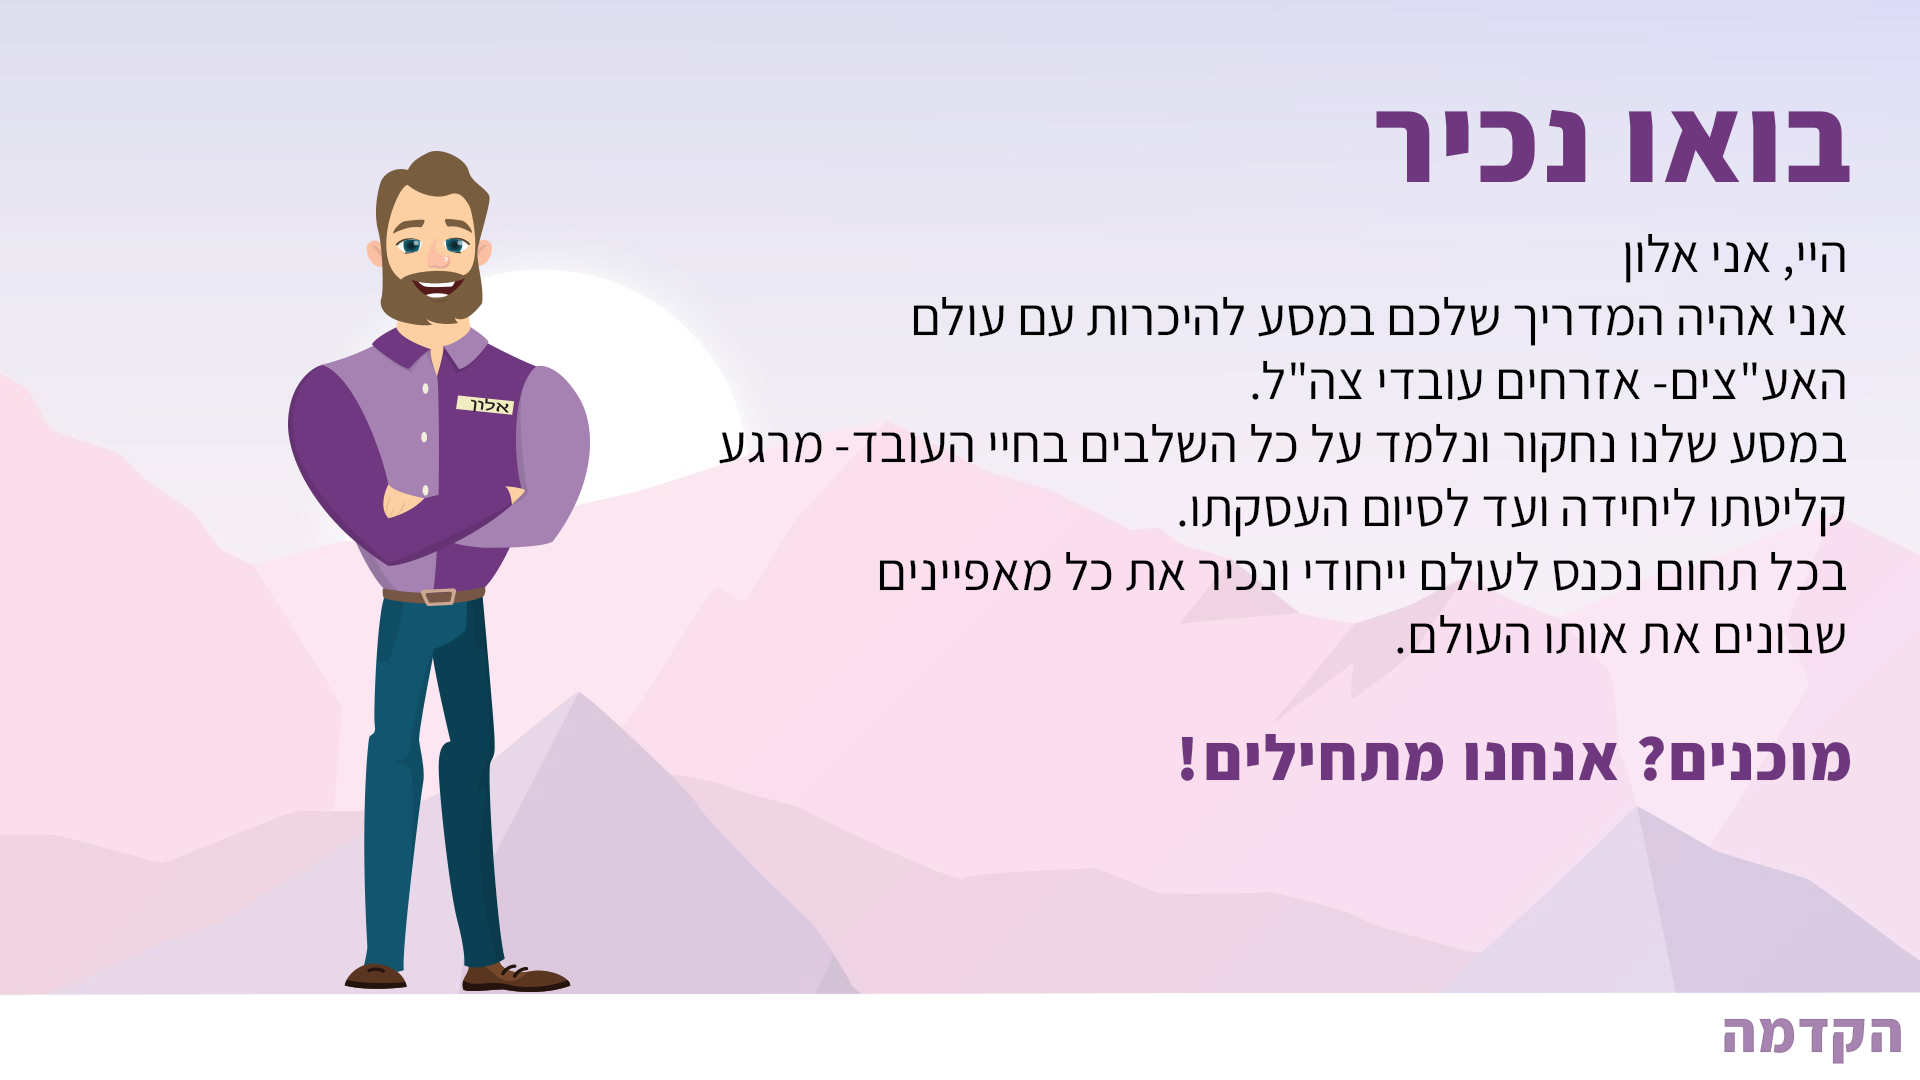 בואו נכיר
היי, אני אלון
אני אהיה המדריך שלכם במסע להיכרות עם עולם
האע"צים- אזרחים עובדי צה"ל.
במסע שלנו נחקור ונלמד על כל השלבים בחיי העובד- מרגע
קליטתו ליחידה ועד לסיום העסקתו.
בכל תחום נכנס לעולם ייחודי ונכיר את כל מאפיינים
שבונים את אותו העולם.
מוכנים? אנחנו מתחילים!
אלון
הקדמה